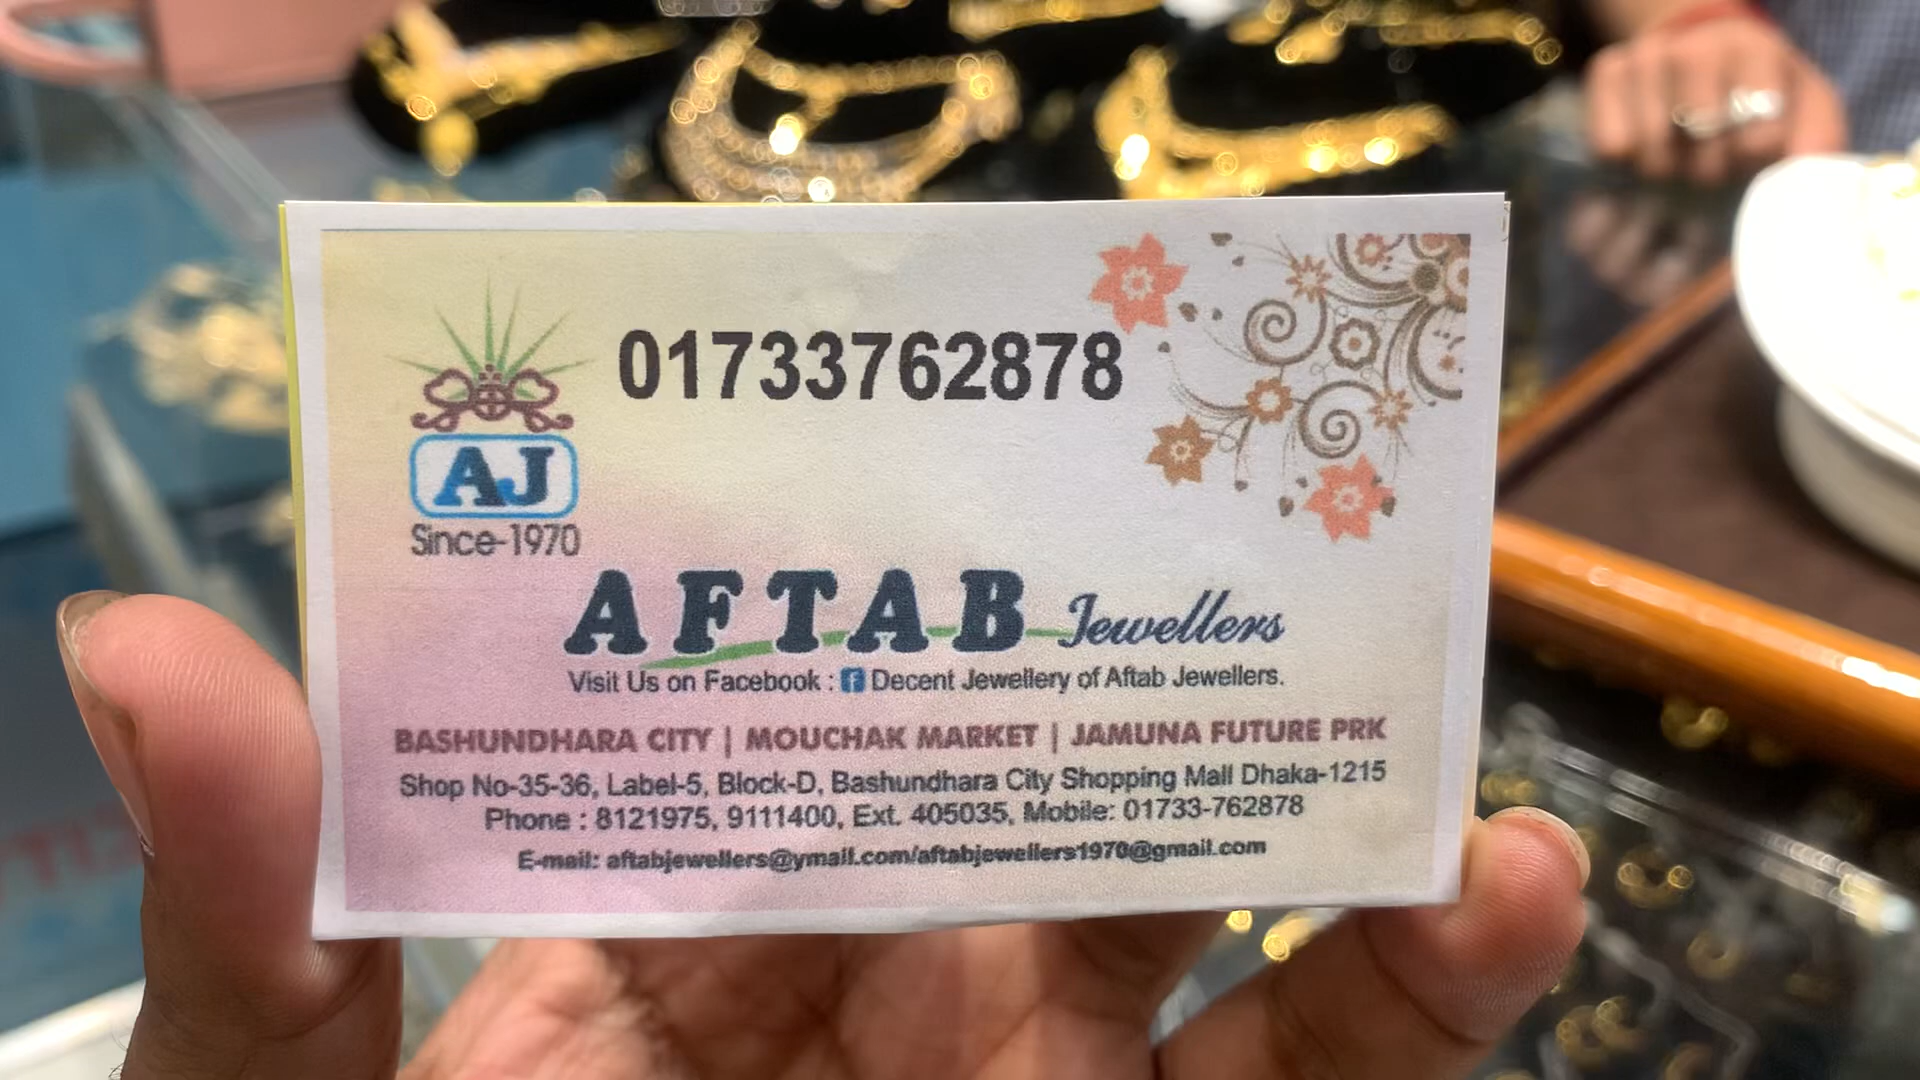 01733762878
AJ
Since-1970
AFTAB Jewellers
Visit Us on Facebook : f Decent Jewellery of Aftab Jewellers.
BASHUNDHARA CITY | MOUCHAK MARKET | JAMUNA FUTURE PRK
Shop No-35-36, Label-5, Block-D, Bashundhara City Shopping Mall Dhaka-1215
Phone : 8121975, 9111400, Ext. 405035, Mobile: 01733-762878
E-mail: aftabjewellers@ymail.com/aftabjewellers1970@gmail.com